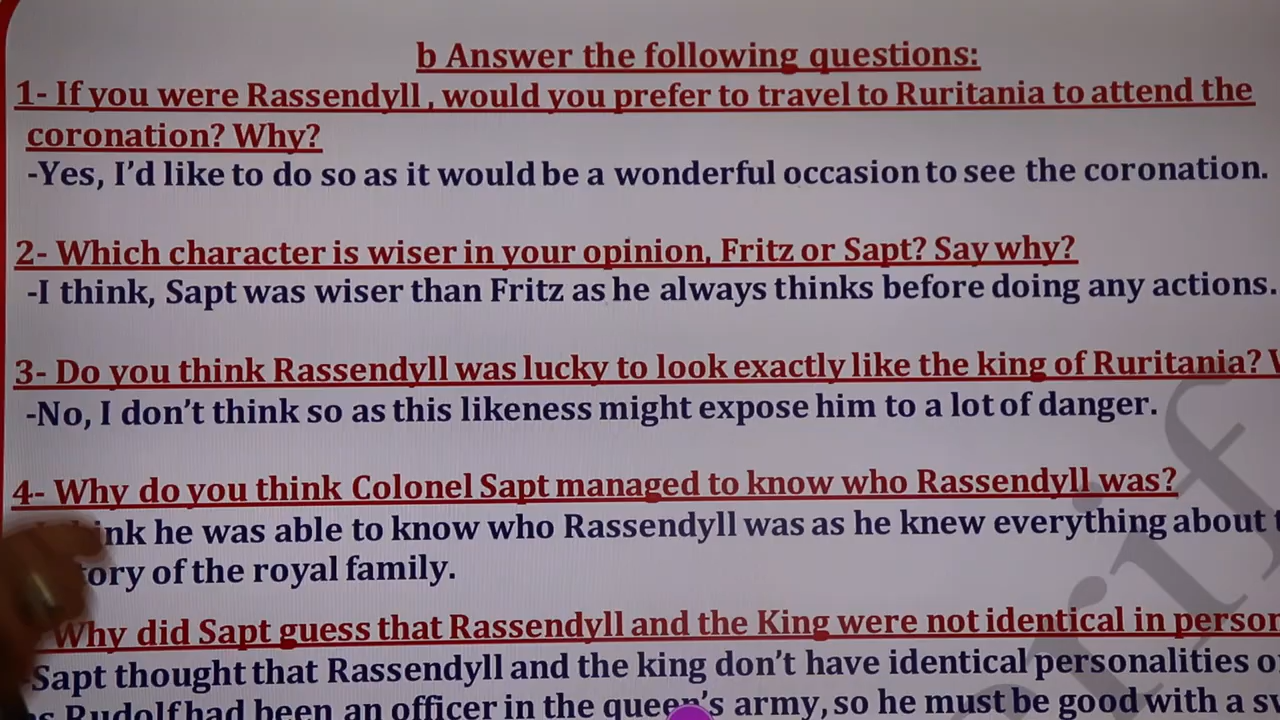 b Answer the following questions:
1- If you were Rassendyll, would you prefer to travel to Ruritania to attend the
coronation? Why?
-Yes, I'd like to do so as it would be a wonderful occasion to see the coronation.
2- Which character is wiser in your opinion, Fritz or Sapt? Say why?
-I think, Sapt was wiser than Fritz as he always thinks before doing any actions.
3- Do you think Rassendyll was lucky to look exactly like the king of Ruritania?
-No, I don't think so as this likeness might expose him to a lot of danger.
4- Why do you think Colonel Sapt managed to know who Rassendyll was?
he was able to know who Rassendyll was as he knew everything about
of the royal family.
Why did Sapt guess that Rassendyll and the King were not identical in
-Sapt thought that Rassendyll and the king don't have identical personalities
Rudolf had been an officer in the queen's army, so he must be good with a